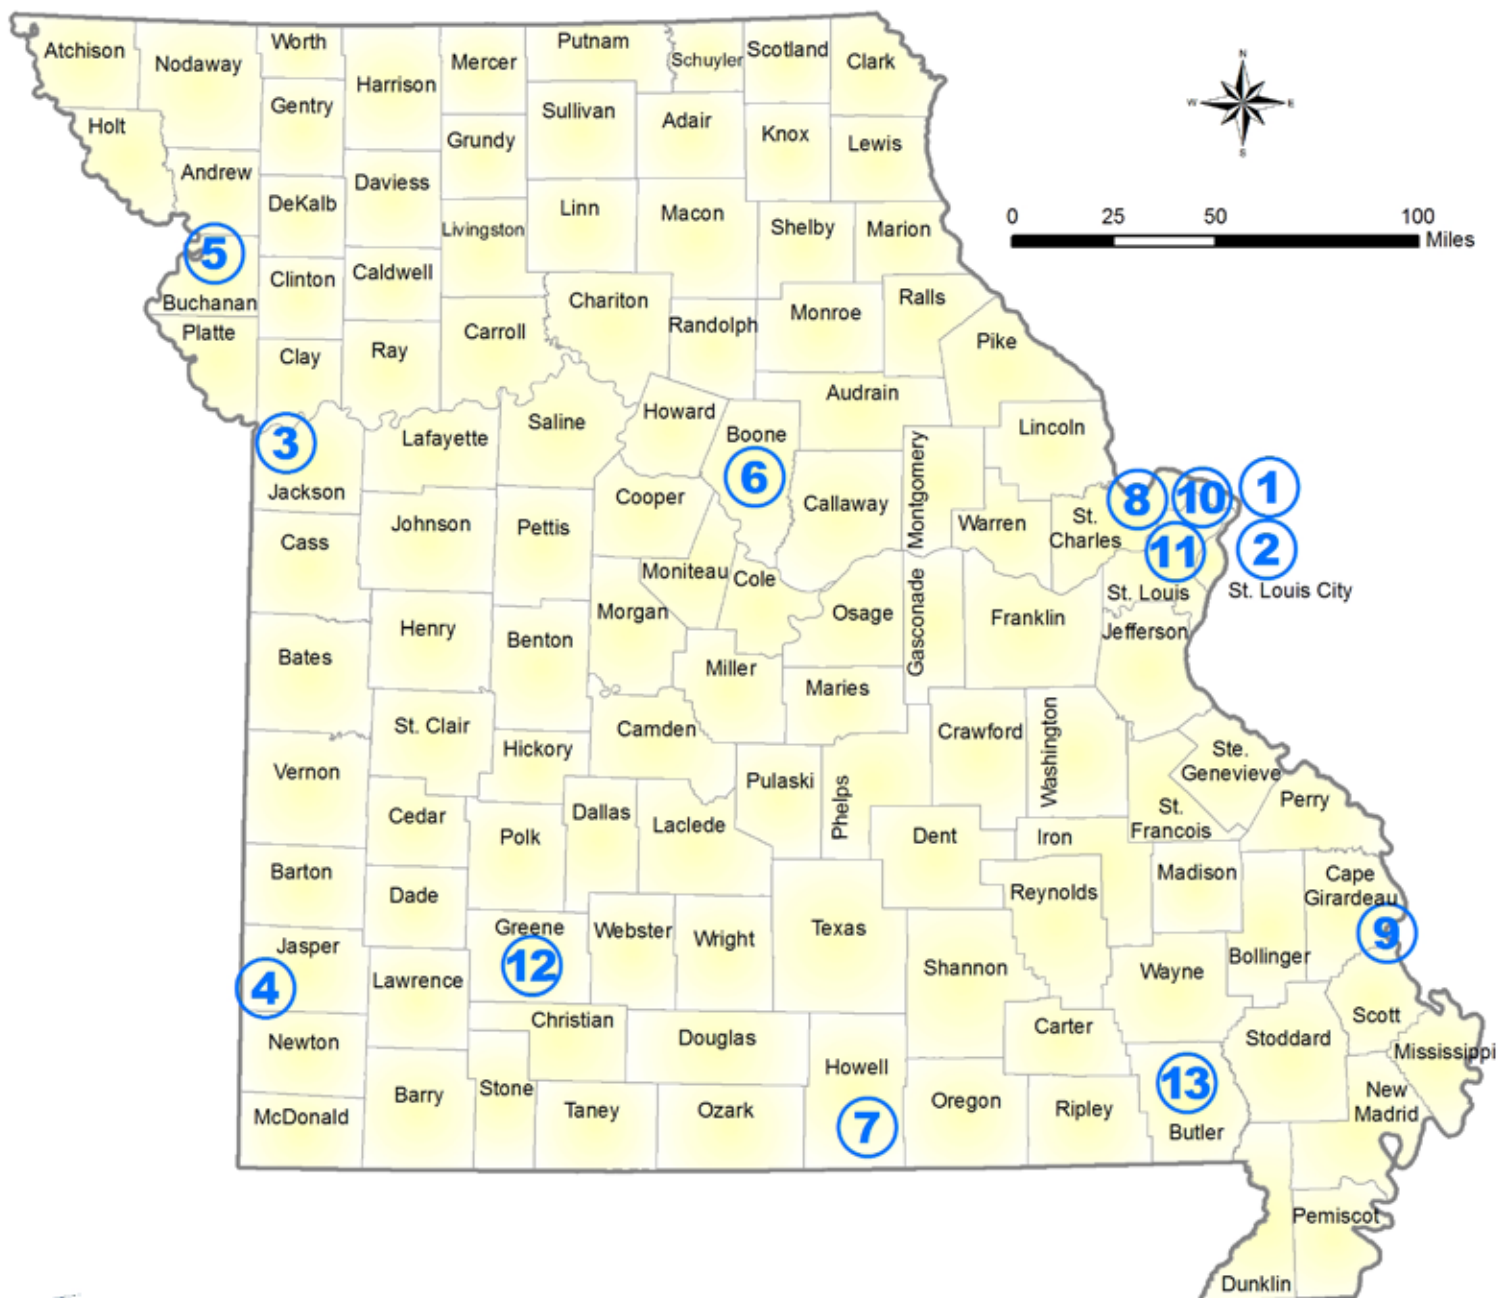 Atchison
Nodaway
Worth
Harrison
Mercer
Putnam
Schuyler
Scotland
Clark
N
W
E
S
Gentry
Sullivan
Adair
Knox
Lewis
Holt
Grundy
Andrew
DeKalb
Daviess
Linn
Macon
Shelby
Marion
Livingston
0
25
50
100
Miles
5
Buchanan
Clinton
Caldwell
Chariton
Randolph
Monroe
Ralls
Platte
Clay
Ray
Carroll
Pike
Audrain
3
Jackson
Lafayette
Saline
Howard
Boone
6
Lincoln
Montgomery
Callaway
Cooper
Cass
Johnson
Pettis
Warren
St.
Charles
8
10
1
11
2
St. Louis
St. Louis City
Moniteau
Cole
Morgan
Osage
Gasconade
Franklin
Jefferson
Bates
Henry
Benton
Miller
Maries
St. Clair
Hickory
Camden
Crawford
Washington
Ste.
Genevieve
Vernon
Pulaski
Phelps
Perry
Cedar
Polk
Dallas
Laclede
Dent
Iron
St.
Francois
Barton
Dade
Madison
Cape
Girardeau
9
Reynolds
Jasper
4
Greene
12
Webster
Wright
Texas
Shannon
Wayne
Bollinger
Lawrence
Newton
Christian
Douglas
Carter
Stoddard
Scott
Mississippi
Howell
7
13
Butler
New
Madrid
McDonald
Barry
Stone
Taney
Ozark
Oregon
Ripley
Pemiscot
Dunklin